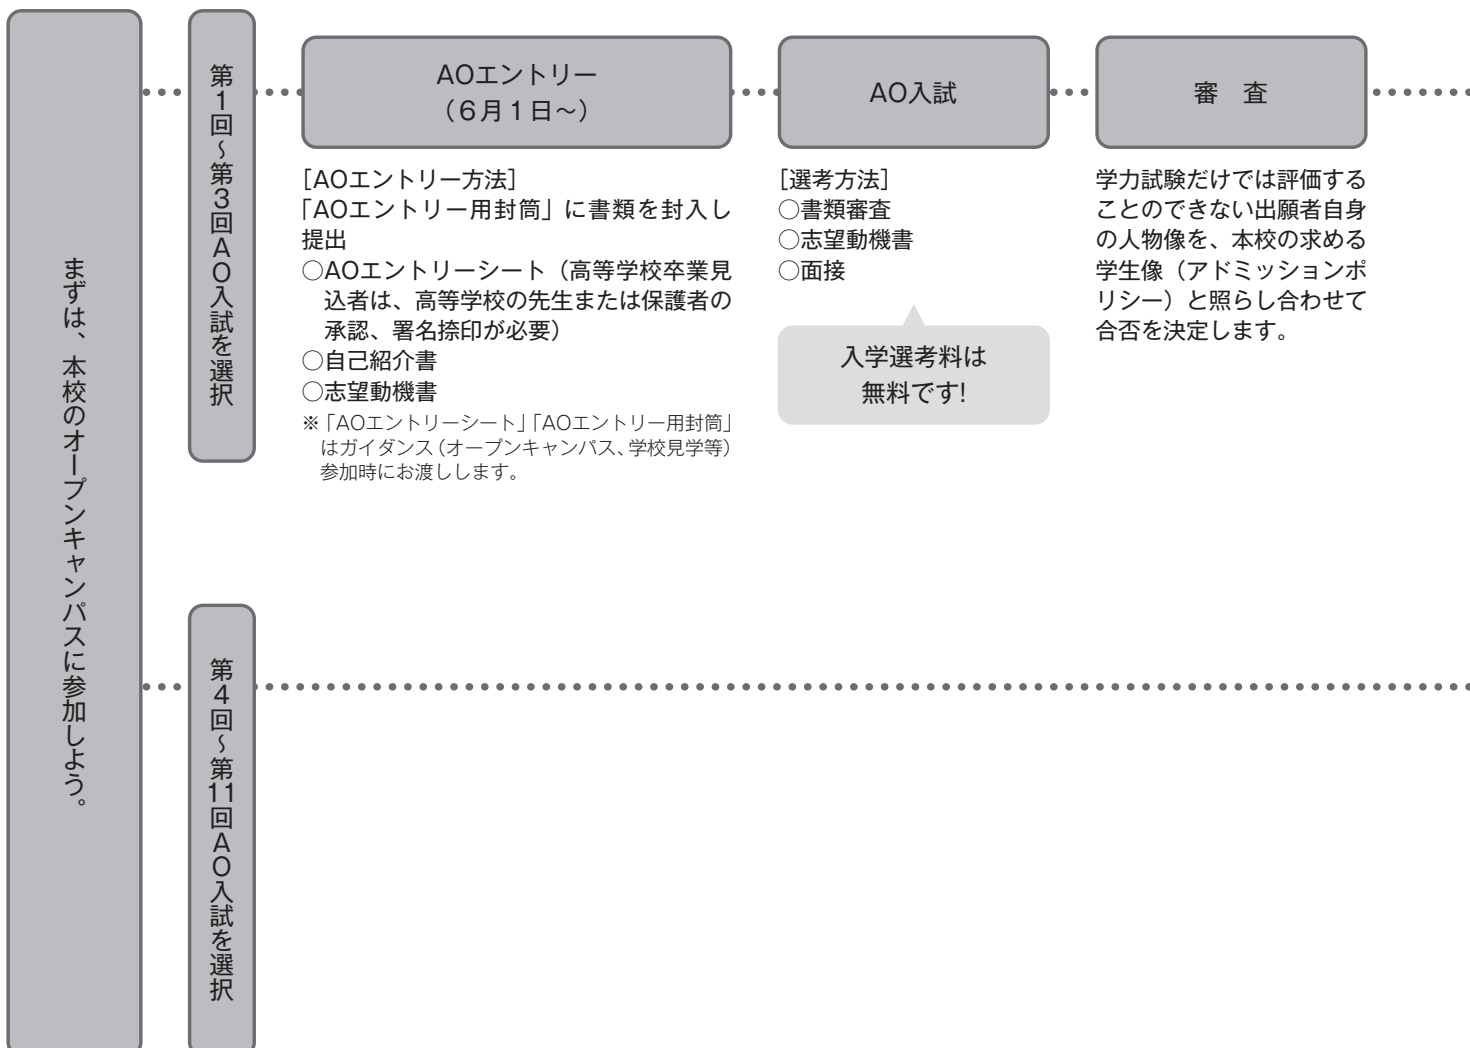 まずは、本校のオープンキャンパスに参加しよう。
第1回~第3回AO入試を選択
AOエントリー
(6月1日~)
[AOエントリー方法]
「AOエントリー用封筒」に書類を封入し
提出
○AOエントリーシート(高等学校卒業見
込者は、高等学校の先生または保護者の
承認、署名捺印が必要)
○自己紹介書
○志望動機書
※「AOエントリーシート」「AOエントリー用封筒」
はガイダンス(オープンキャンパス、学校見学等)
参加時にお渡しします。
AO入試
[選考方法]
○書類審査
○志望動機書
○面接
入学選考料は
無料です!
審 査
学力試験だけでは評価する
ことのできない出願者自身
の人物像を、本校の求める
学生像(アドミッションポ
リシー)と照らし合わせて
合否を決定します。
第4回~第11回AO入試を選択